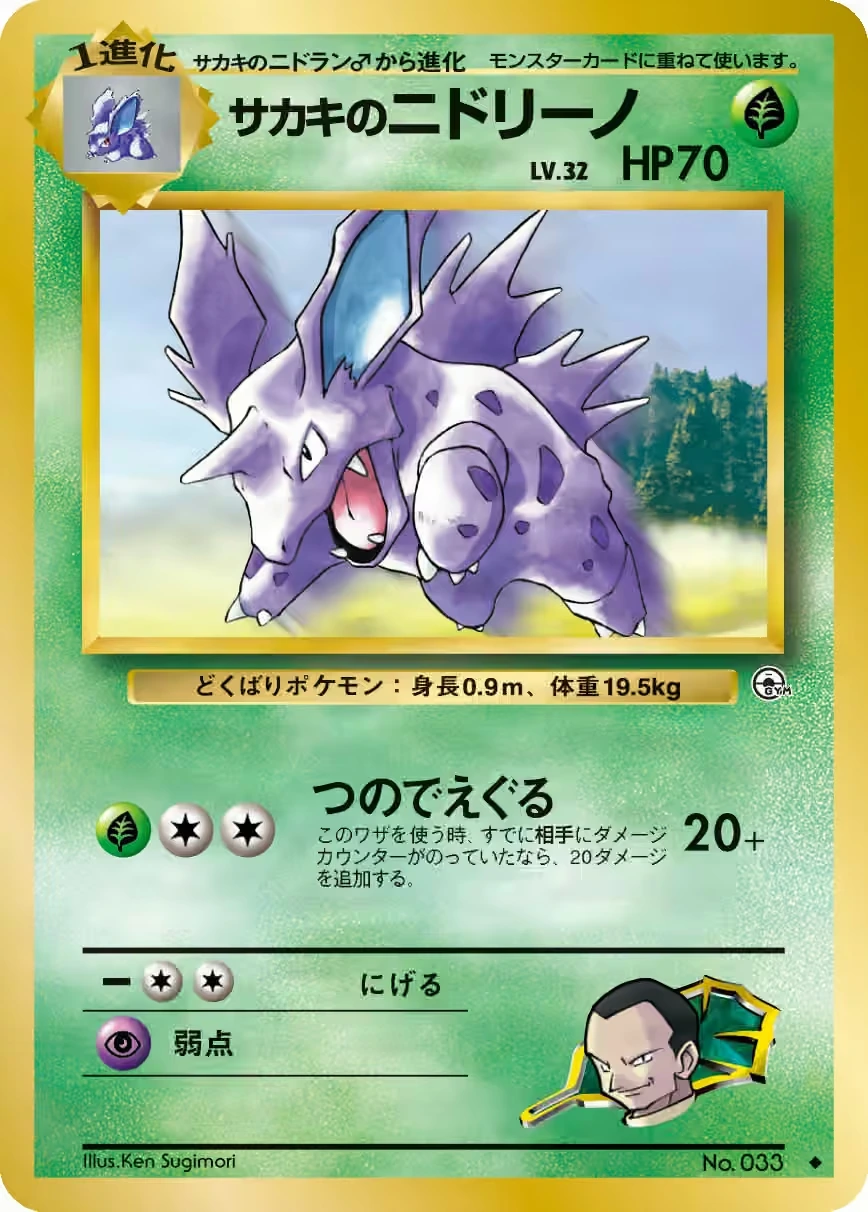 1進化 サカキのニドラン♂から進化 モンスターカードに重ねて使います。
サカキのニドリーノ
LV.32 HP70
どくばりポケモン：身長0.9m、体重19.5kg
GYM
つのでえぐる
20+
このワザを使う時、すでに相手にダメージ
カウンターがのっていたなら、20ダメージ
を追加する。
にげる
弱点
Illus.Ken Sugimori
No. 033